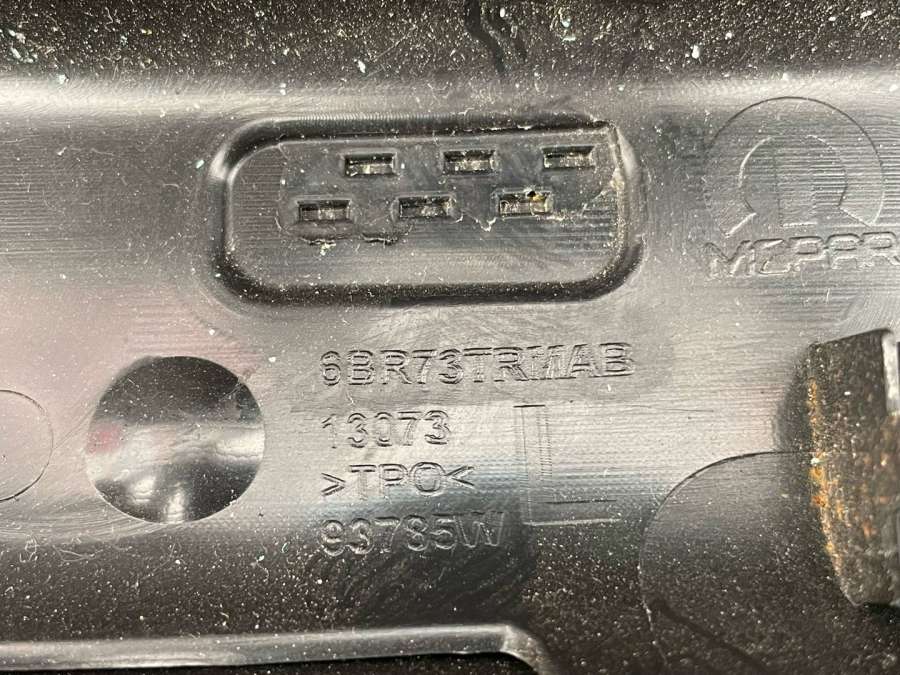 MOPAR
6BR73TRMAB
13073
>TPO<
93785W
L